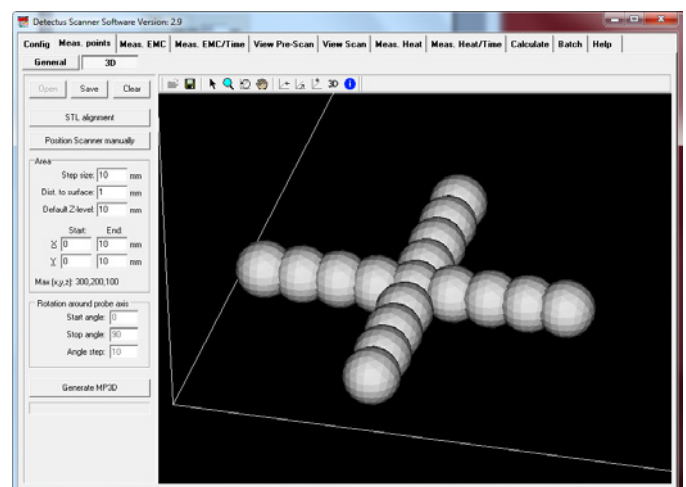 Detectus Scanner Software Version: 2.9
Config Meas. points Meas. EMC Meas. EMC/Time View Pre-Scan View Scan Meas. Heat Meas. Heat/Time Calculate Batch Help
General 3D
Open Save Clear
3D
STL alignment
Position Scanner manually
Area
Step size: 10 mm
Dist. to surface: 1 mm
Default Z-level: 10 mm
Start: End:
X 0 10 mm
Y 0 10 mm
Max (x,y,z): 300,200,100
Rotation around probe axis
Start angle: 0
Stop angle: 90
Angle step: 10
Generate MP3D